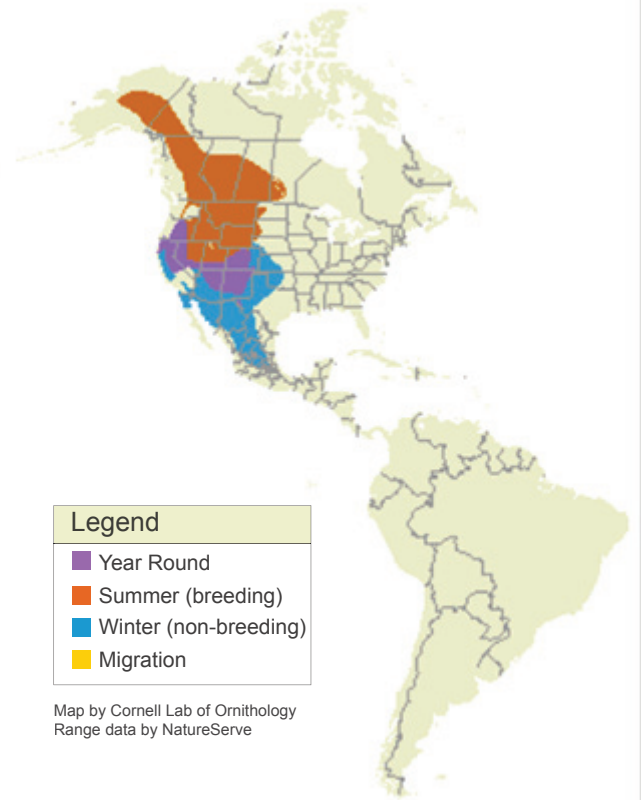 Legend
Year Round
Summer (breeding)
Winter (non-breeding)
Migration
Map by Cornell Lab of Ornithology
Range data by NatureServe